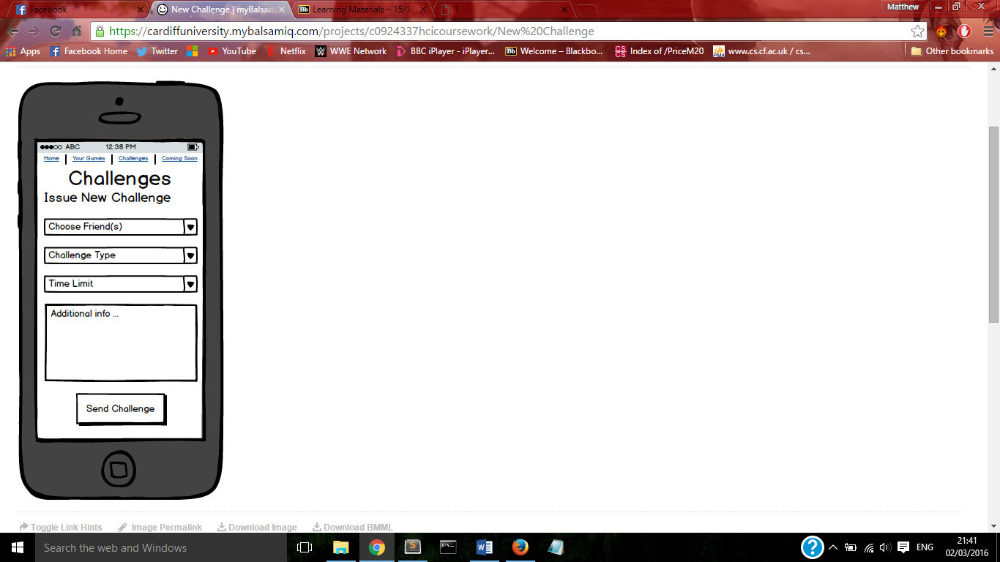 Facebook
New Challenge | myBalsam
Learning Materials – 15/1
1
Matthew
https://cardiffuniversity.mybalsamiq.com/projects/c0924337hcicoursework/New%20Challenge
Apps
Facebook Home
Twitter
YouTube
Netflix
WWE Network
BBC iPlayer - iPlayer...
Bb
Welcome – Blackbo...
Index of /PriceM20
www.cs.cf.ac.uk / cs...
Other bookmarks
ABC
12:38 PM
Home
Your Games
Challenges
Coming Soon
Challenges
Issue New Challenge
Choose Friend(s)
Challenge Type
Time Limit
Additional info ...
Send Challenge
Toggle Link Hints
Image Permalink
Download Image
Download BMML
Search the web and Windows
ENG
21:41
02/03/2016